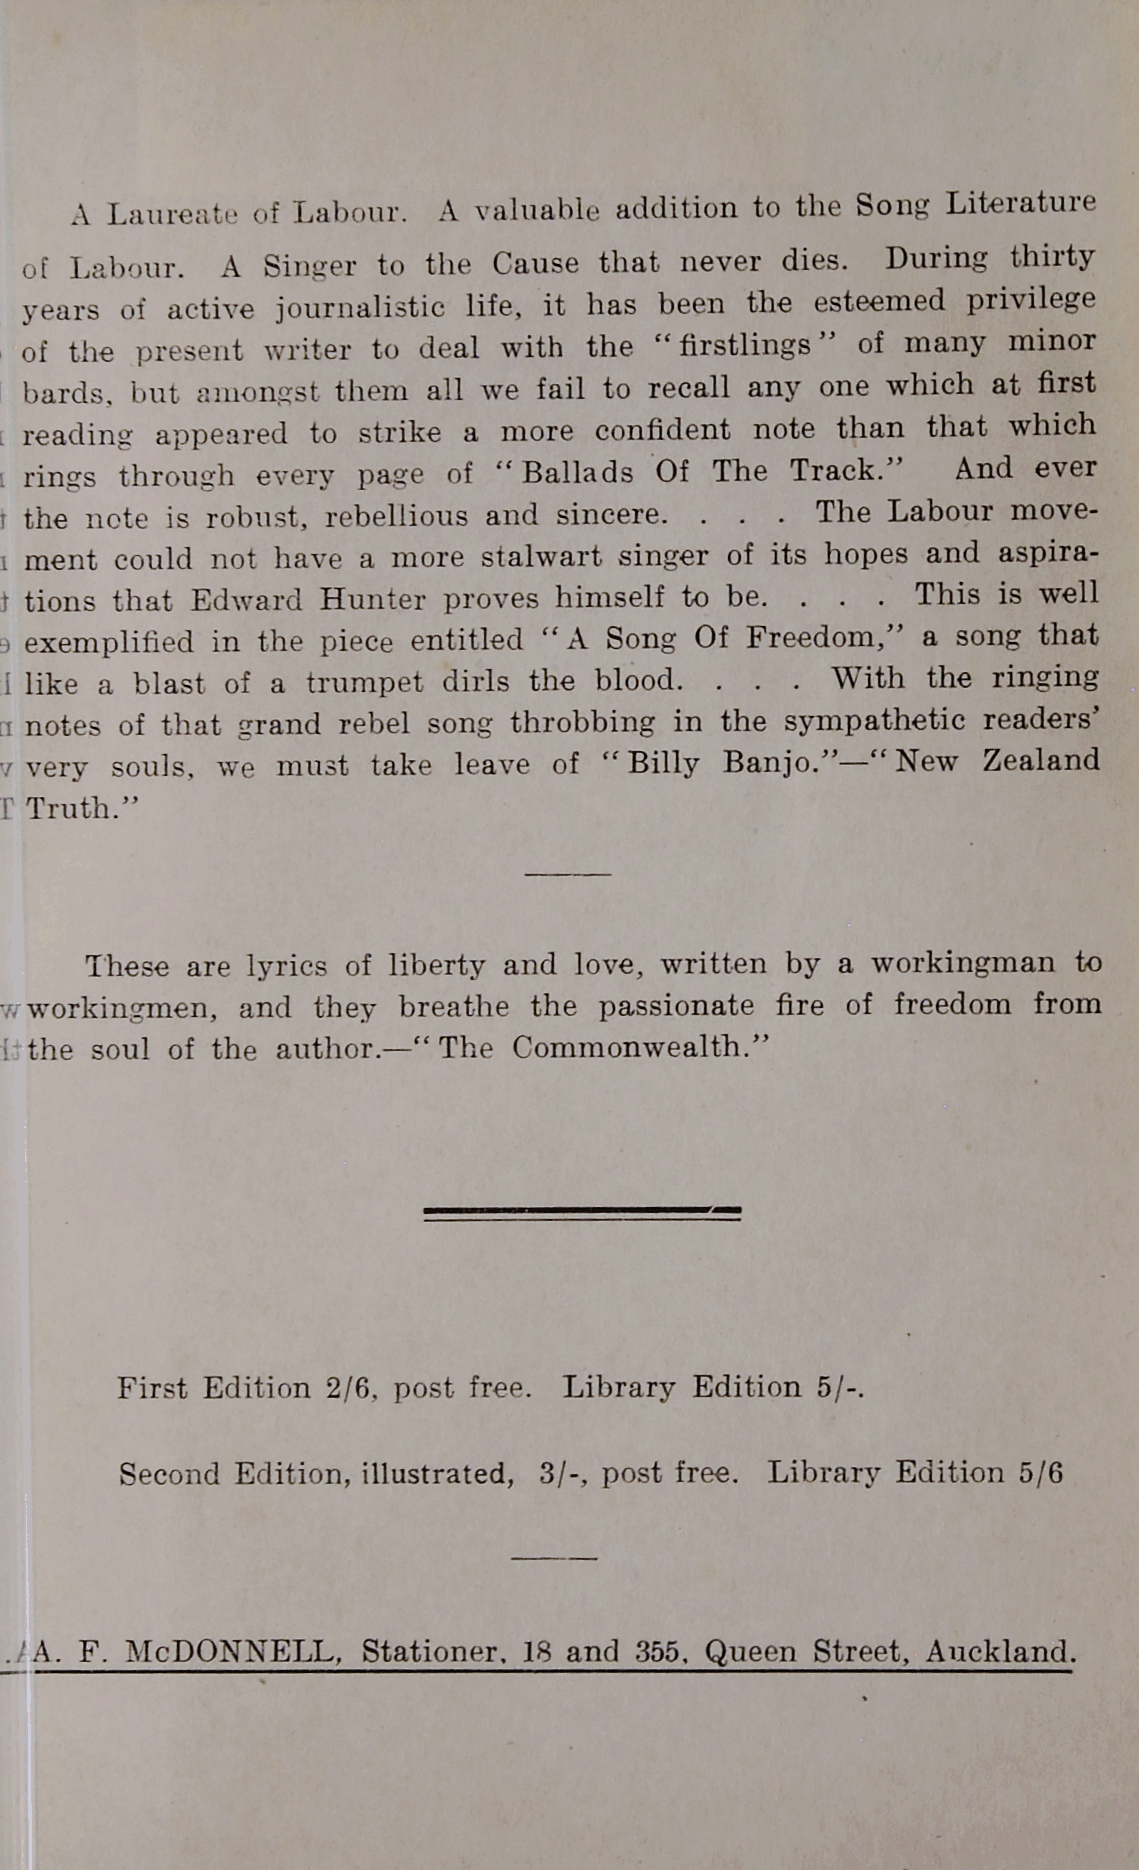 A Laureate of Labour. A valuable addition to the Song Literature
of Labour. A Singer to the Cause that never dies. During thirty
years of active journalistic life, it has been the esteemed privilege
of the present writer to deal with the “firstlings” of many minor
bards, but amongst them all we fail to recall any one which at first
reading appeared to strike a more confident note than that which
rings through every page of “Ballads Of The Track.” And ever
the note is robust, rebellious and sincere. . . . The Labour move-
ment could not have a more stalwart singer of its hopes and aspira-
tions that Edward Hunter proves himself to be. . . . This is well
exemplified in the piece entitled “A Song Of Freedom,” a song that
like a blast of a trumpet dirls the blood. . . . With the ringing
notes of that grand rebel song throbbing in the sympathetic readers’
very souls, we must take leave of “Billy Banjo.”—“New Zealand
Truth.”
These are lyrics of liberty and love, written by a workingman to
workingmen, and they breathe the passionate fire of freedom from
the soul of the author.—“The Commonwealth.”
First Edition 2/6, post free. Library Edition 5/-.
Second Edition, illustrated, 3/-, post free. Library Edition 5/6
A. F. McDONNELL, Stationer, 18 and 355, Queen Street, Auckland.